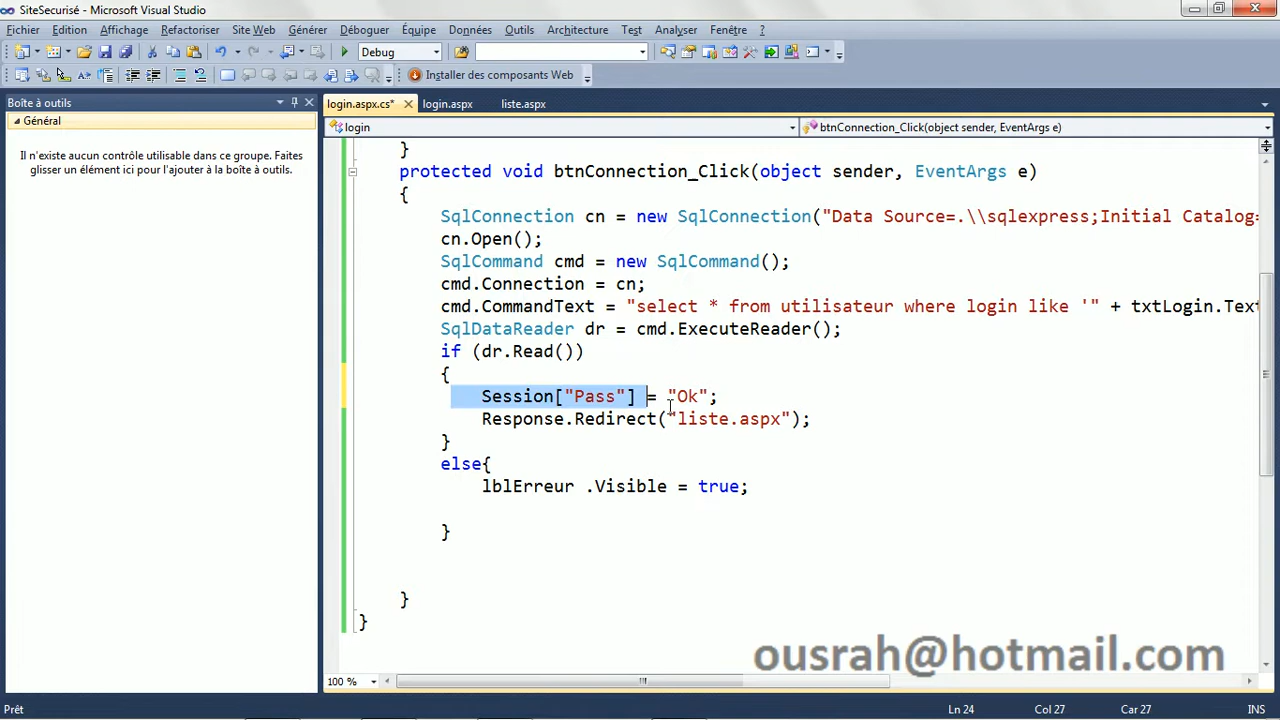 SiteSecurisé - Microsoft Visual Studio
Fichier Edition Affichage Refactoriser Site Web Générer Déboguer Équipe Données Outils Architecture Test Analyser Fenêtre ?
Debug
Installer des composants Web
Boîte à outils
login.aspx.cs* login.aspx liste.aspx
Général
login btnConnection_Click(object sender, EventArgs e)
Il n'existe aucun contrôle utilisable dans ce groupe. Faites
glisser un élément ici pour l'ajouter à la boîte à outils.
}
protected void btnConnection_Click(object sender, EventArgs e)
{
SqlConnection cn = new SqlConnection("Data Source=.\\sqlexpress;Initial Catalog=
cn.Open();
SqlCommand cmd = new SqlCommand();
cmd.Connection = cn;
cmd.CommandText = "select * from utilisateur where login like '" + txtLogin.Text
SqlDataReader dr = cmd.ExecuteReader();
if (dr.Read())
{
Session["Pass"] = "Ok";
Response.Redirect("liste.aspx");
}
else{
lblErreur .Visible = true;
}
}
}
ousrah@hotmail.com
100 %
Prêt Ln 24 Col 27 Car 27 INS